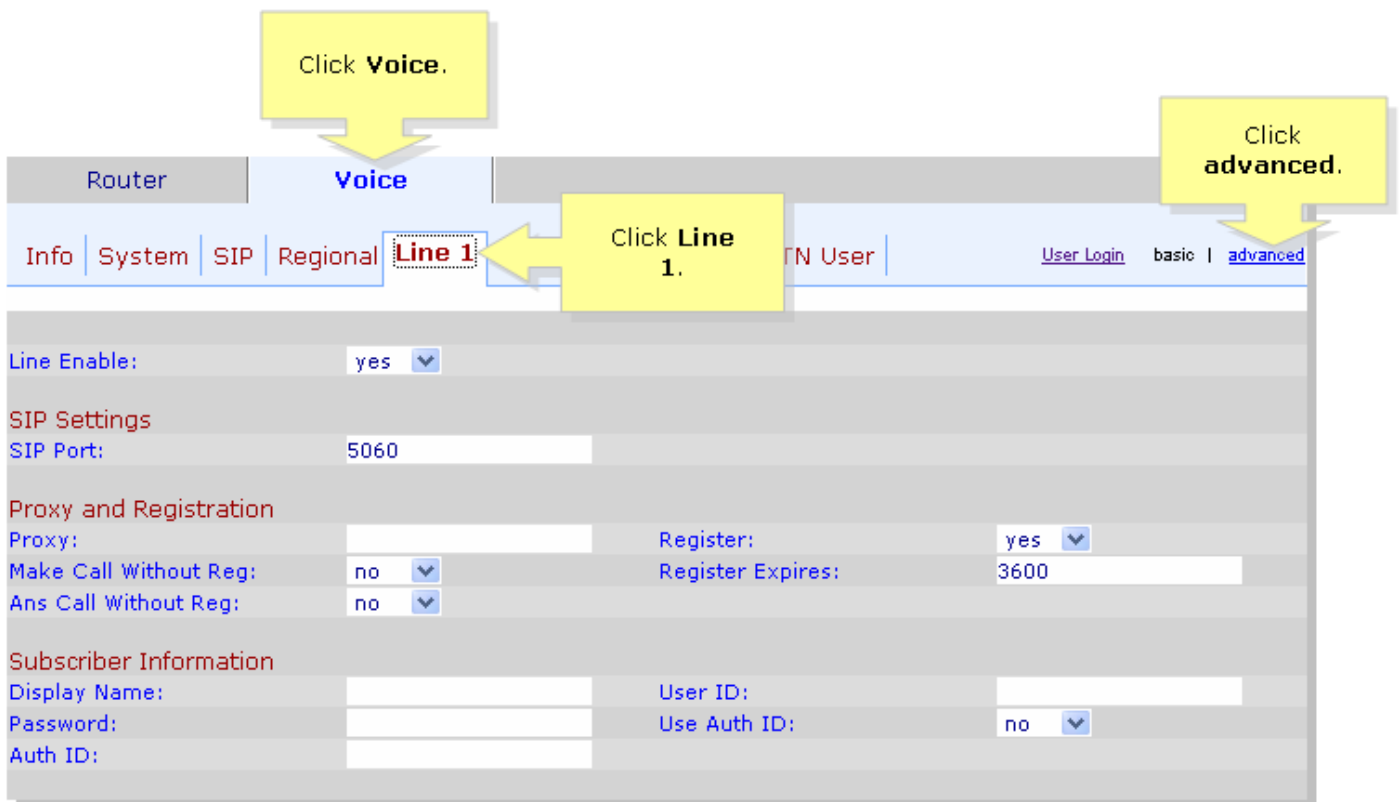 Click Voice.
Click
advanced.
Router Voice
Info System SIP Regional Line 1 Click Line
1. TN User User Login basic | advanced
Line Enable: yes
SIP Settings
SIP Port: 5060
Proxy and Registration
Proxy: Register: yes
Make Call Without Reg: no Register Expires: 3600
Ans Call Without Reg: no
Subscriber Information
Display Name: User ID:
Password: Use Auth ID: no
Auth ID: